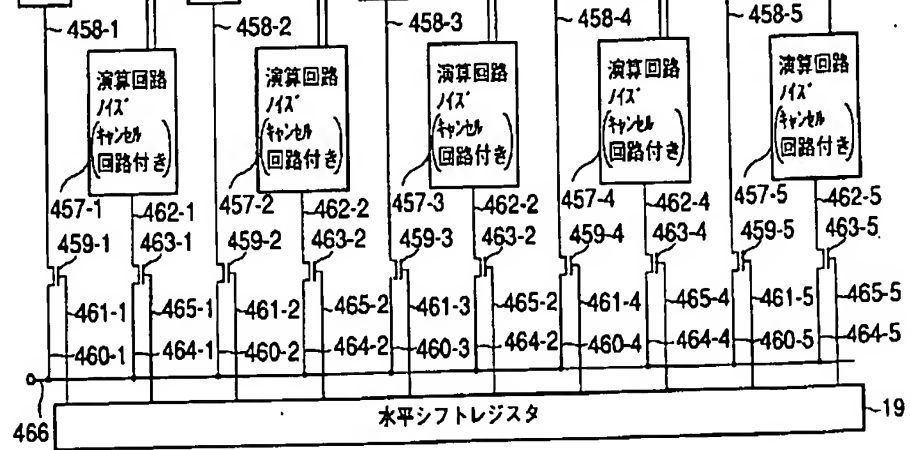 458-1 458-2 458-3 458-4 458-5
演算回路 演算回路 演算回路 演算回路 演算回路
ノイズ ノイズ ノイズ ノイズ ノイズ
(キャンセル (キャンセル (キャンセル (キャンセル (キャンセル
回路付き) 回路付き) 回路付き) 回路付き) 回路付き)
457-1 462-1 457-2 462-2 457-3 462-2 457-4 462-4 457-5 462-5
459-1 463-1 459-2 463-2 459-3 463-2 459-4 463-4 459-5 463-5
461-1 465-1 461-2 465-2 461-3 465-2 461-4 465-4 461-5 465-5
460-1 464-1 460-2 464-2 460-3 464-2 460-4 464-4 460-5 464-5
466 水平シフトレジスタ 19